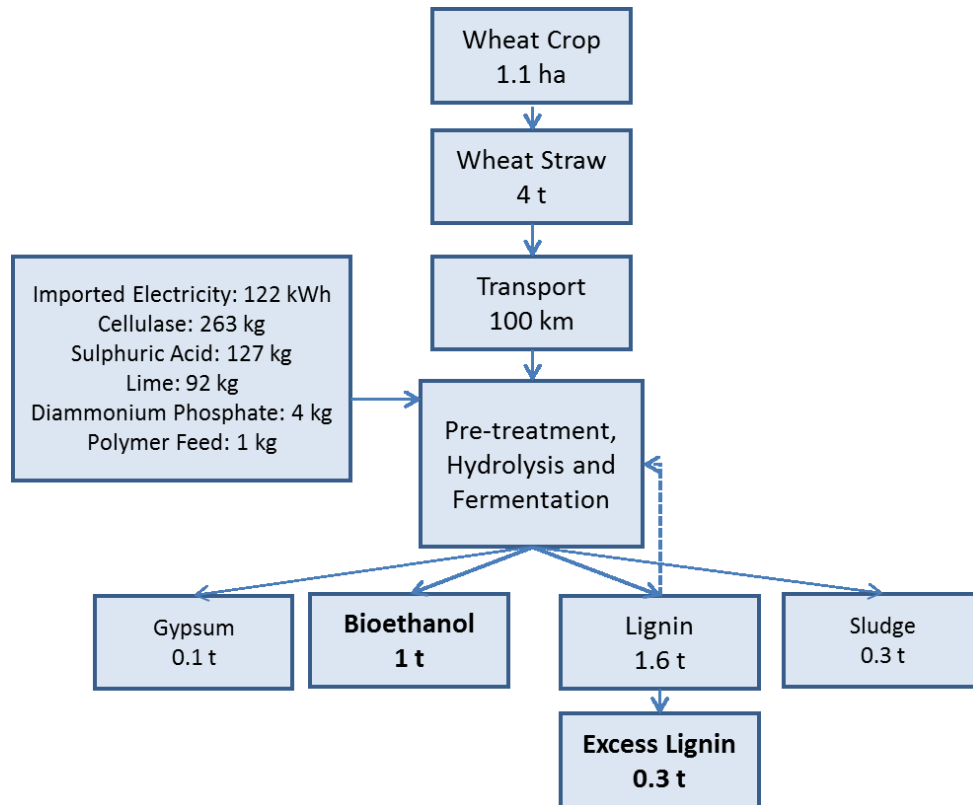 Wheat Crop
1.1 ha
Wheat Straw
4 t
Transport
100 km
Imported Electricity: 122 kWh
Cellulase: 263 kg
Sulphuric Acid: 127 kg
Lime: 92 kg
Diammonium Phosphate: 4 kg
Polymer Feed: 1 kg
Pre-treatment,
Hydrolysis and
Fermentation
Gypsum
0.1 t
Bioethanol
1 t
Lignin
1.6 t
Sludge
0.3 t
Excess Lignin
0.3 t